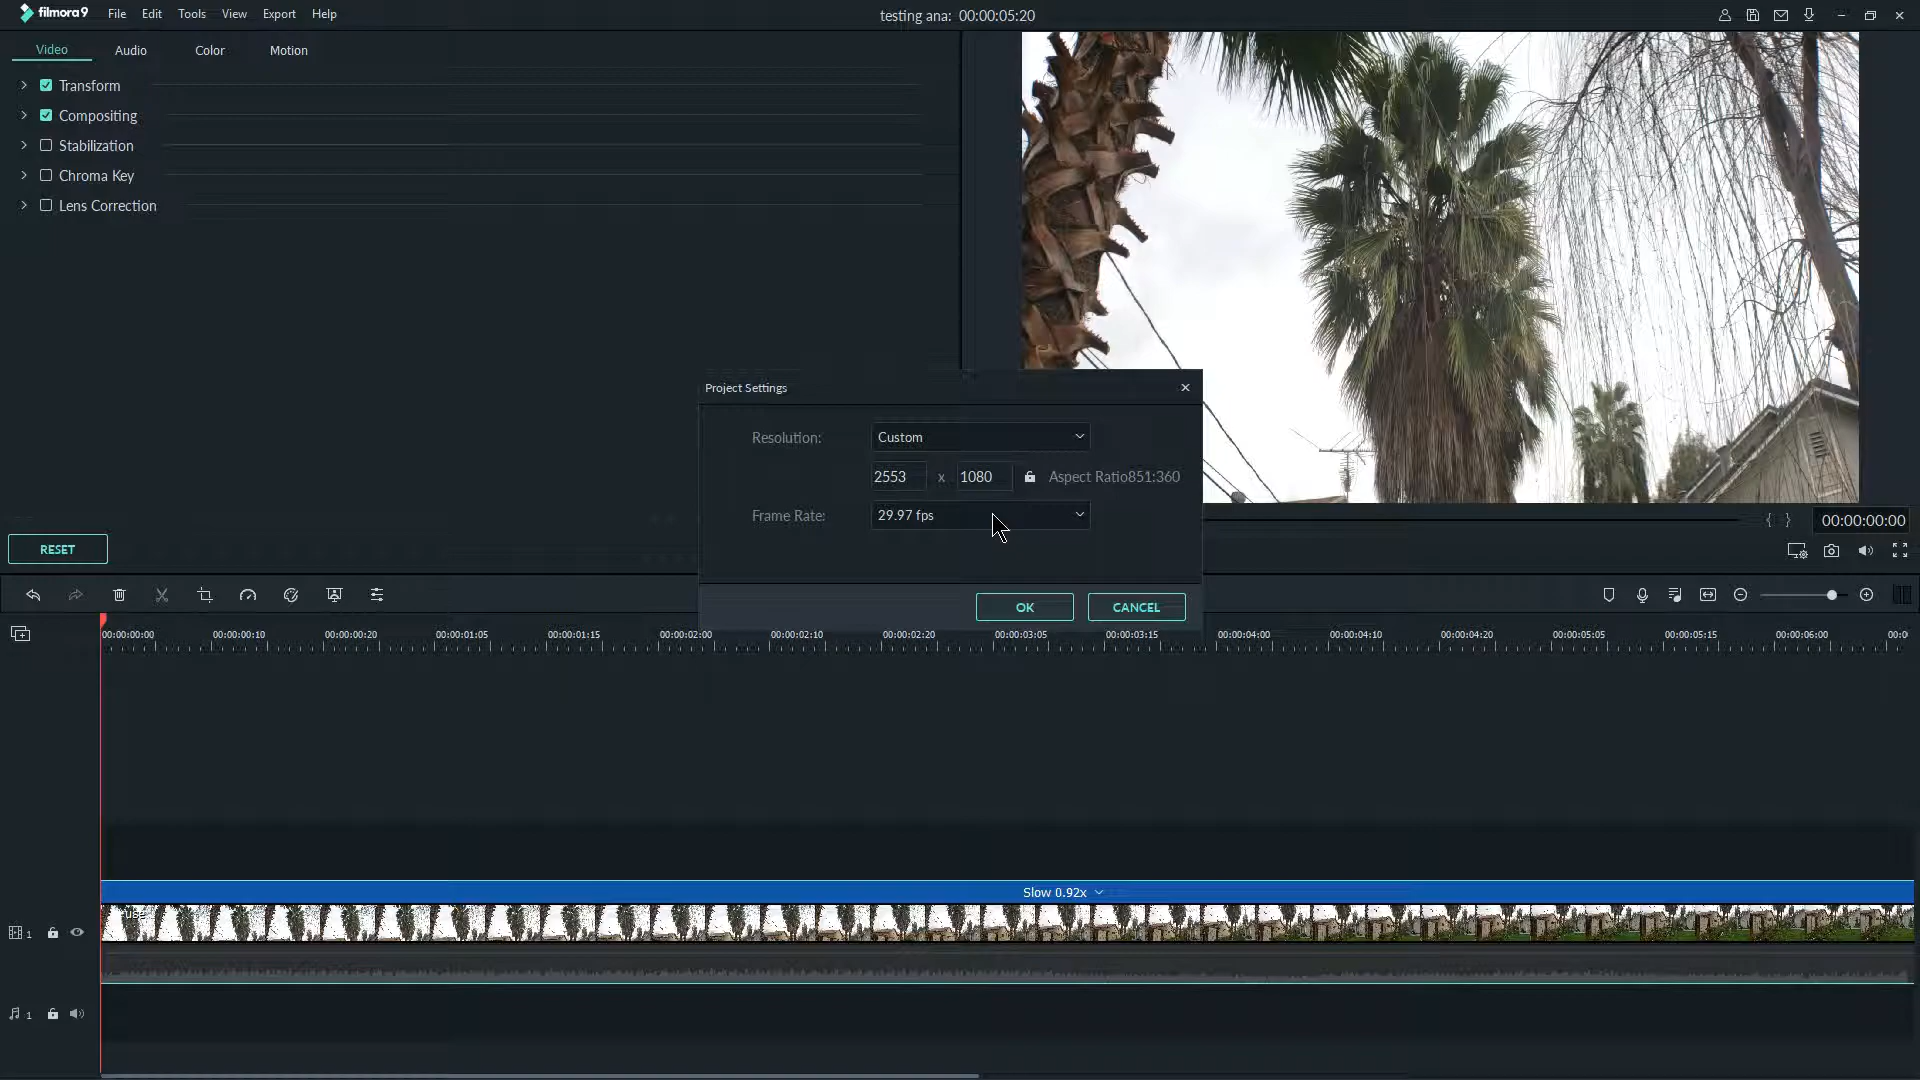 filmora9 File Edit Tools View Export Help testing ana: 00:00:05:20
Video Audio Color Motion
Transform
Compositing
Stabilization
Chroma Key
Lens Correction
Project Settings
Resolution: Custom
2553 x 1080 Aspect Ratio851:360
Frame Rate: 29.97 fps
00:00:00:00
RESET
OK CANCEL
00:00:00:00 00:00:00:10 00:00:00:20 00:00:01:05 00:00:01:15 00:00:02:00 00:00:02:10 00:00:02:20 00:00:03:05 00:00:03:15 00:00:04:00 00:00:04:10 00:00:04:20 00:00:05:05 00:00:05:15 00:00:06:00 00:0
Slow 0.92x
use
1
1